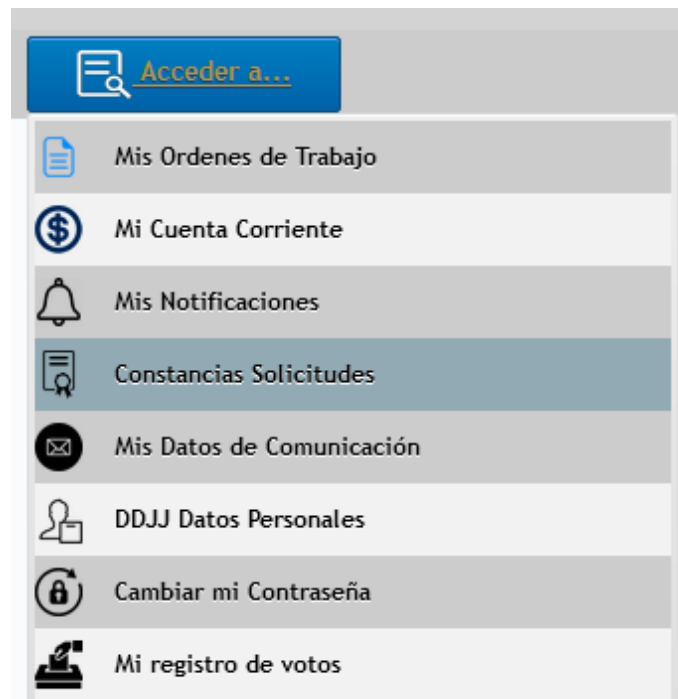 Acceder a...
Mis Ordenes de Trabajo
Mi Cuenta Corriente
Mis Notificaciones
Constancias Solicitudes
Mis Datos de Comunicación
DDJJ Datos Personales
Cambiar mi Contraseña
Mi registro de votos